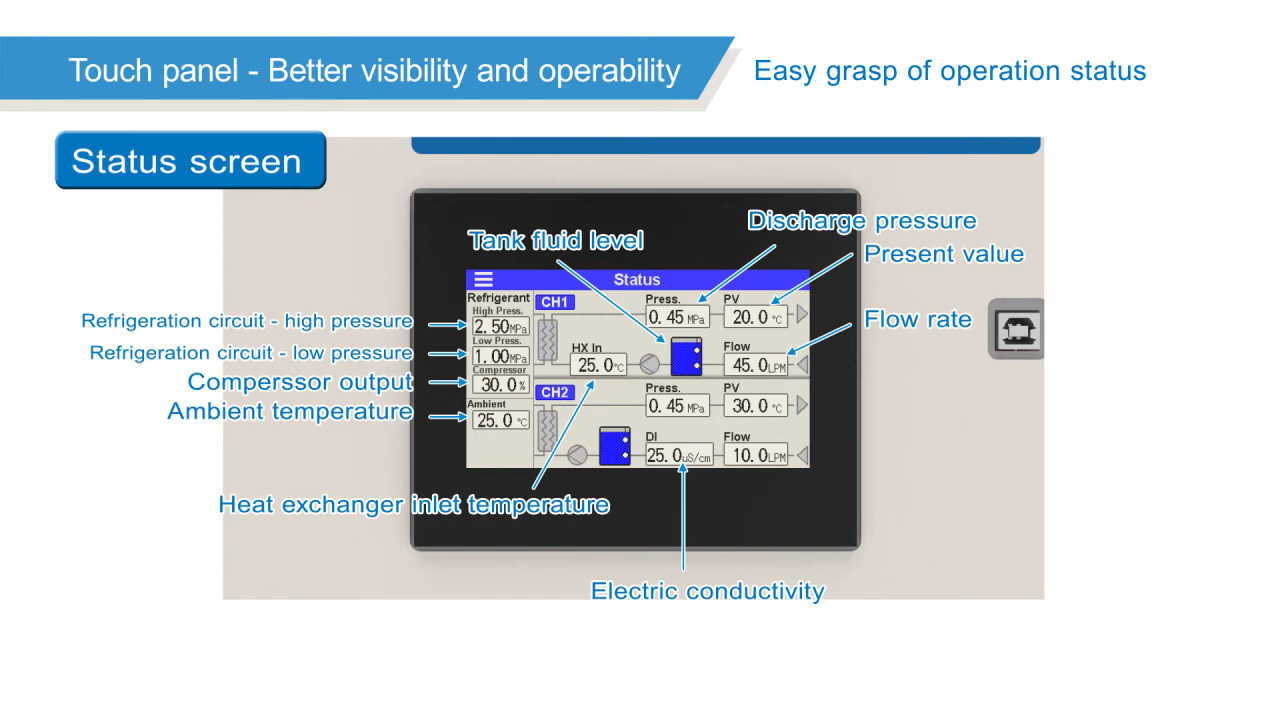 Touch panel - Better visibility and operability
Easy grasp of operation status
Status screen
Discharge pressure
Tank fluid level
Present value
Status
Refrigerant
CH1
Press.
PV
High Press.
2.50MPa
0.45 MPa
20.0 °C
Flow rate
Refrigeration circuit - high pressure
Low Press.
1.00MPa
HX In
25.0°C
Flow
45.0LPM
Refrigeration circuit - low pressure
Compressor
30.0 %
Comperssor output
CH2
Press.
PV
0.45 MPa
30.0 °C
Ambient
25.0 °C
Ambient temperature
DI
Flow
25.0uS/cm
10.0LPM
Heat exchanger inlet temperature
Electric conductivity